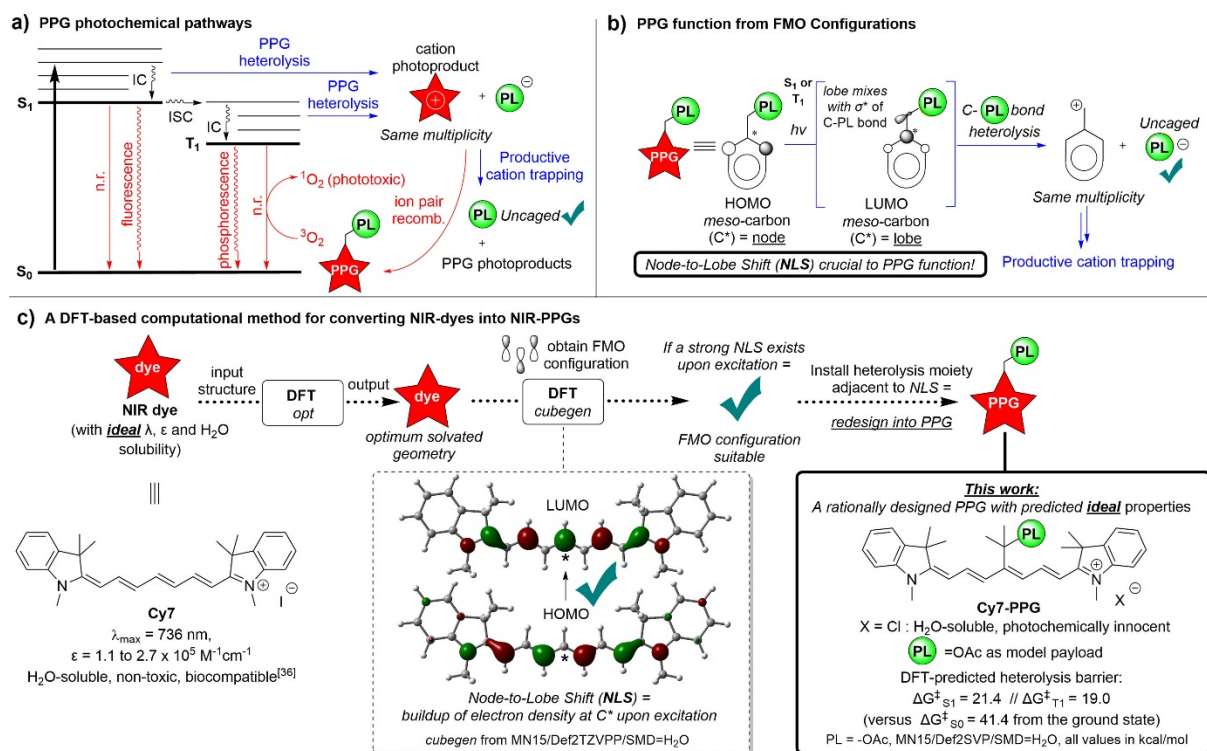 a) PPG photochemical pathways
PPG
heterolysis
cation
photoproduct
IC
S1
ISC
PPG
heterolysis
⊕
+ PL ⊖
Same multiplicity
IC
T1
n.r.
fluorescence
phosphorescence
n.r.
¹O₂ (phototoxic)
³O₂
ion pair
recomb.
Productive
cation trapping
PL Uncaged
+
PPG photoproducts
PL
PPG
S0
b) PPG function from FMO Configurations
PL
PPG
PL
*
HOMO
meso-carbon
(C*) = node
S₁ or
T₁
hν
lobe mixes
with σ* of
C-PL bond
PL
*
LUMO
meso-carbon
(C*) = lobe
C- PL bond
heterolysis
⊕
+
Uncaged
PL ⊖
Same multiplicity
Productive cation trapping
Node-to-Lobe Shift (NLS) crucial to PPG function!
c) A DFT-based computational method for converting NIR-dyes into NIR-PPGs
dye
NIR dye
(with ideal λ, ε and H₂O
solubility)
input
structure
DFT
opt
output
dye
optimum solvated
geometry
obtain FMO
configuration
DFT
cubegen
If a strong NLS exists
upon excitation =
FMO configuration
suitable
Install heterolysis moiety
adjacent to NLS =
redesign into PPG
PL
PPG
N
N
⊕
I ⊖
Cy7
λmax = 736 nm,
ε = 1.1 to 2.7 x 10⁵ M⁻¹cm⁻¹
H₂O-soluble, non-toxic, biocompatible[36]
LUMO
*
HOMO
*
Node-to-Lobe Shift (NLS) =
buildup of electron density at C* upon excitation
cubegen from MN15/Def2TZVPP/SMD=H₂O
This work:
A rationally designed PPG with predicted ideal properties
PL
N
N
⊕
X ⊖
Cy7-PPG
X = Cl : H₂O-soluble, photochemically innocent
PL =OAc as model payload
DFT-predicted heterolysis barrier:
ΔG‡S1 = 21.4 // ΔG‡T1 = 19.0
(versus ΔG‡S0 = 41.4 from the ground state)
PL = -OAc, MN15/Def2SVP/SMD=H₂O, all values in kcal/mol